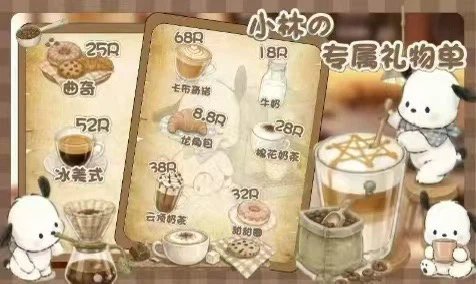 小林の
专属礼物单
25R
曲奇
52R
冰美式
68R
卡布奇诺
18R
牛奶
8.8R
龙角包
28R
棉花奶茶
38R
云顶奶茶
32R
甜甜圈